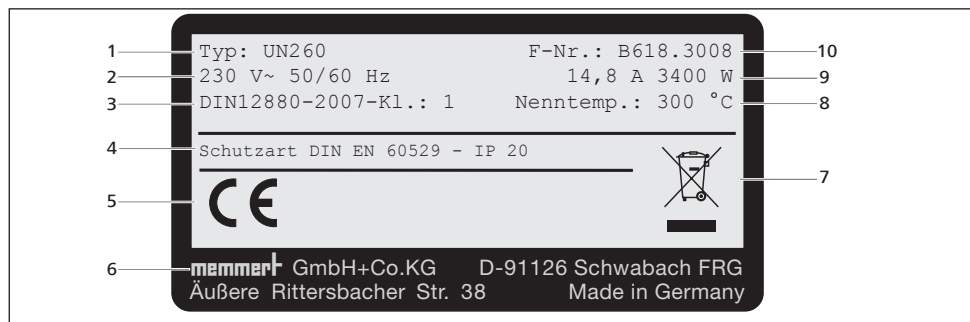 1 Typ: UN260 F-Nr.: B618.3008 10
2 230 V~ 50/60 Hz 14,8 A 3400 W 9
3 DIN12880-2007-Kl.: 1 Nenntemp.: 300 °C 8
4 Schutzart DIN EN 60529 - IP 20
7
5 CE
6 memmert GmbH+Co.KG D-91126 Schwabach FRG
Äußere Rittersbacher Str. 38 Made in Germany